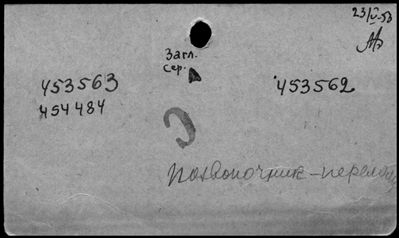 23/V-53
Загл.
сер.
453563
453562
454484
Позвоночник - перелом